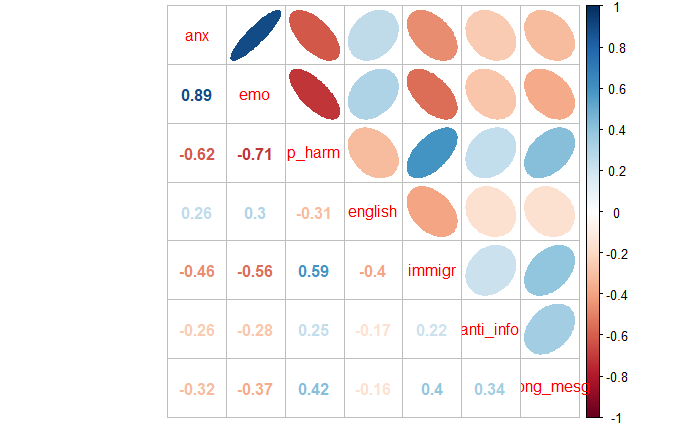 anx
0.89 emo
-0.62 -0.71 p_harm
0.26 0.3 -0.31 english
-0.46 -0.56 0.59 -0.4 immigr
-0.26 -0.28 0.25 -0.17 0.22 anti_info
-0.32 -0.37 0.42 -0.16 0.4 0.34 ong_mesg
1
0.8
0.6
0.4
0.2
0
-0.2
-0.4
-0.6
-0.8
-1